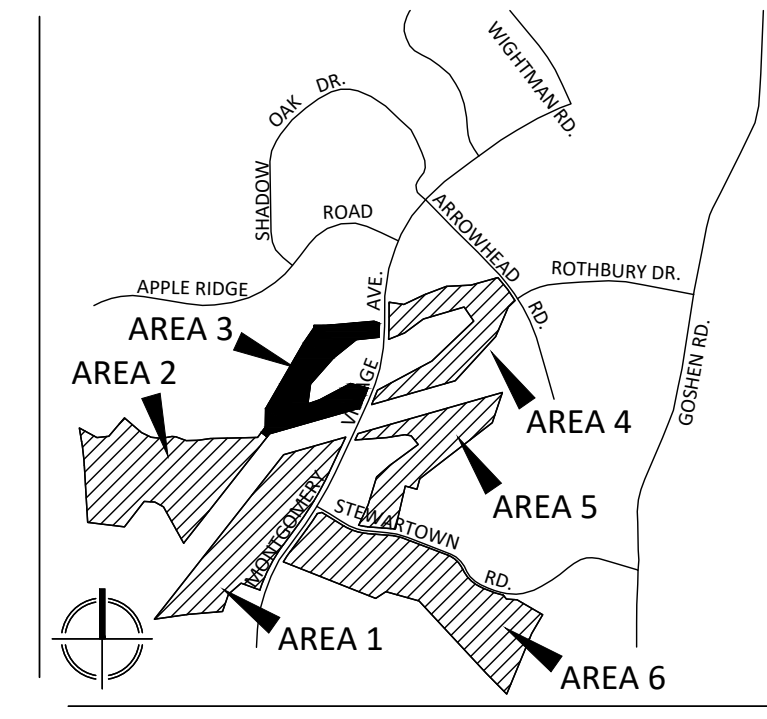 WIGHTMAN RD.
SHADOW OAK DR.
ROAD
APPLE RIDGE
ARROWHEAD
RD.
ROTHBURY DR.
GOSHEN RD.
AREA 3
AREA 2
AREA 4
AREA 5
MONTGOMERY VILLAGE AVE.
STEWARTOWN
RD.
AREA 1
AREA 6